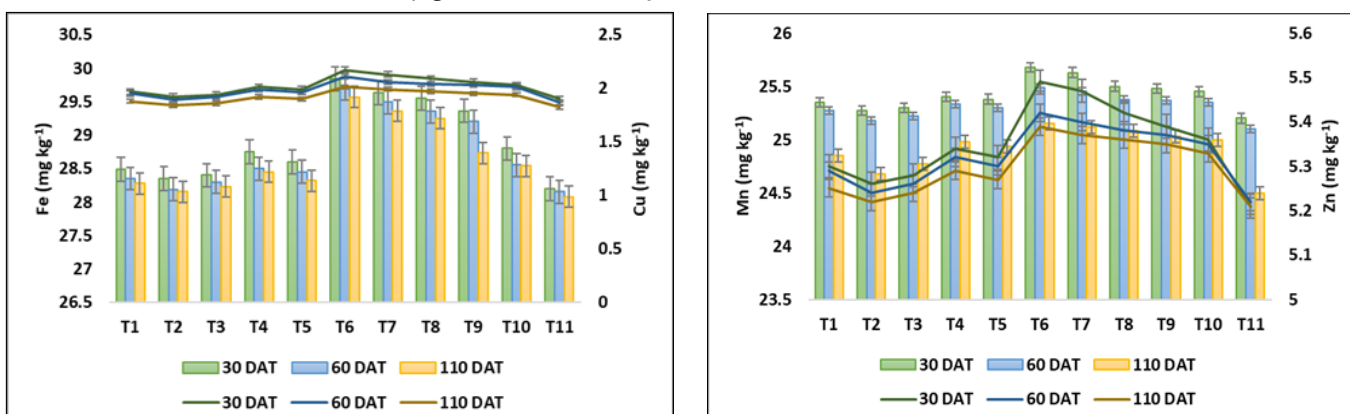 30.5
30
29.5
29
28.5
28
27.5
27
26.5
Fe (mg kg⁻¹)
2.5
2
1.5
1
0.5
0
Cu (mg kg⁻¹)
T1 T2 T3 T4 T5 T6 T7 T8 T9 T10 T11
30 DAT 60 DAT 110 DAT
30 DAT 60 DAT 110 DAT
26
25.5
25
24.5
24
23.5
Mn (mg kg⁻¹)
5.6
5.5
5.4
5.3
5.2
5.1
5
Zn (mg kg⁻¹)
T1 T2 T3 T4 T5 T6 T7 T8 T9 T10 T11
30 DAT 60 DAT 110 DAT
30 DAT 60 DAT 110 DAT